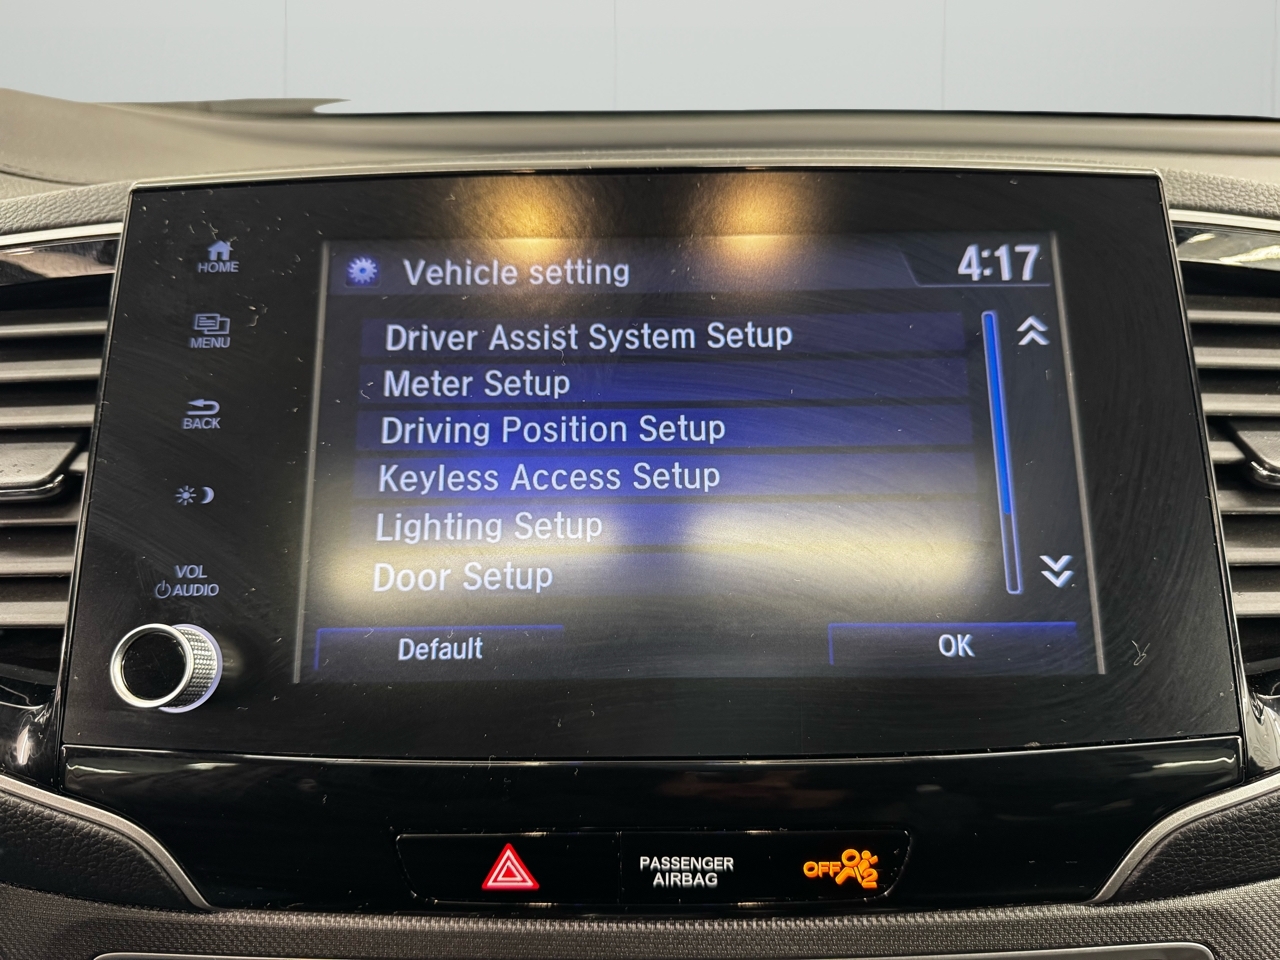 Vehicle setting
4:17
HOME
MENU
BACK
VOL
AUDIO
Driver Assist System Setup
Meter Setup
Driving Position Setup
Keyless Access Setup
Lighting Setup
Door Setup
Default
OK
PASSENGER
AIRBAG
OFF
2